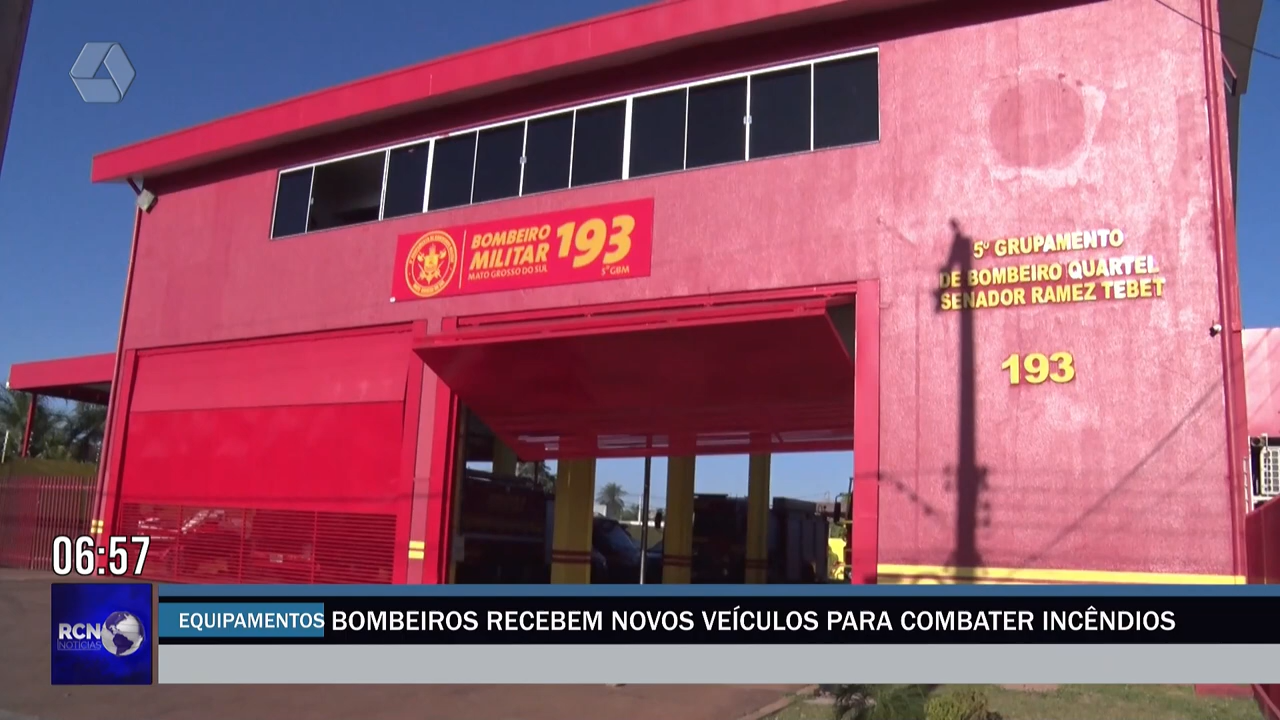 BOMBEIRO
MILITAR
MATO GROSSO DO SUL
193
5º GBM
5º GRUPAMENTO
DE BOMBEIRO QUARTEL
SENADOR RAMEZ TEBET
193
06:57
RCN
NOTÍCIAS
EQUIPAMENTOS
BOMBEIROS RECEBEM NOVOS VEÍCULOS PARA COMBATER INCÊNDIOS